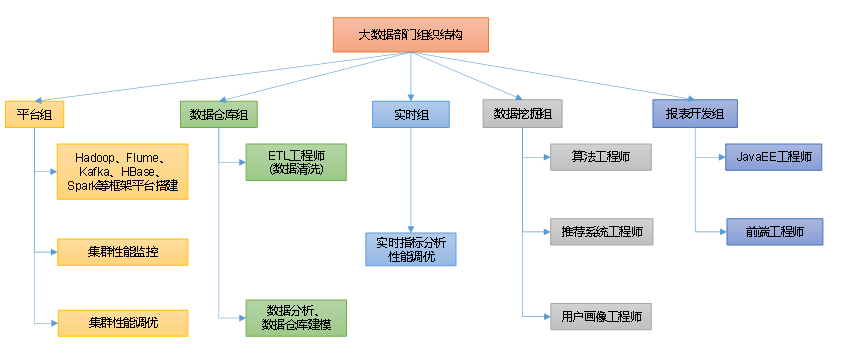 大数据部门组织结构
平台组
数据仓库组
实时组
数据挖掘组
报表开发组
Hadoop、Flume、
Kafka、HBase、
Spark等框架平台搭建
集群性能监控
集群性能调优
ETL工程师
(数据清洗)
数据分析、
数据仓库建模
实时指标分析
性能调优
算法工程师
推荐系统工程师
用户画像工程师
JavaEE工程师
前端工程师